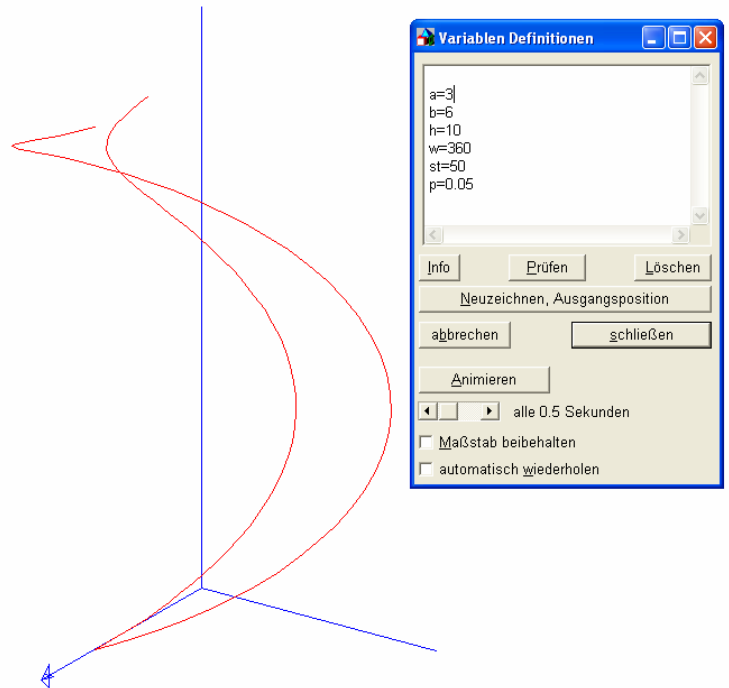 Variablen Definitionen
a=3
b=6
h=10
w=360
st=50
p=0.05
Info Prüfen Löschen
Neuzeichnen, Ausgangsposition
abbrechen schließen
Animieren
alle 0.5 Sekunden
Maßstab beibehalten
automatisch wiederholen